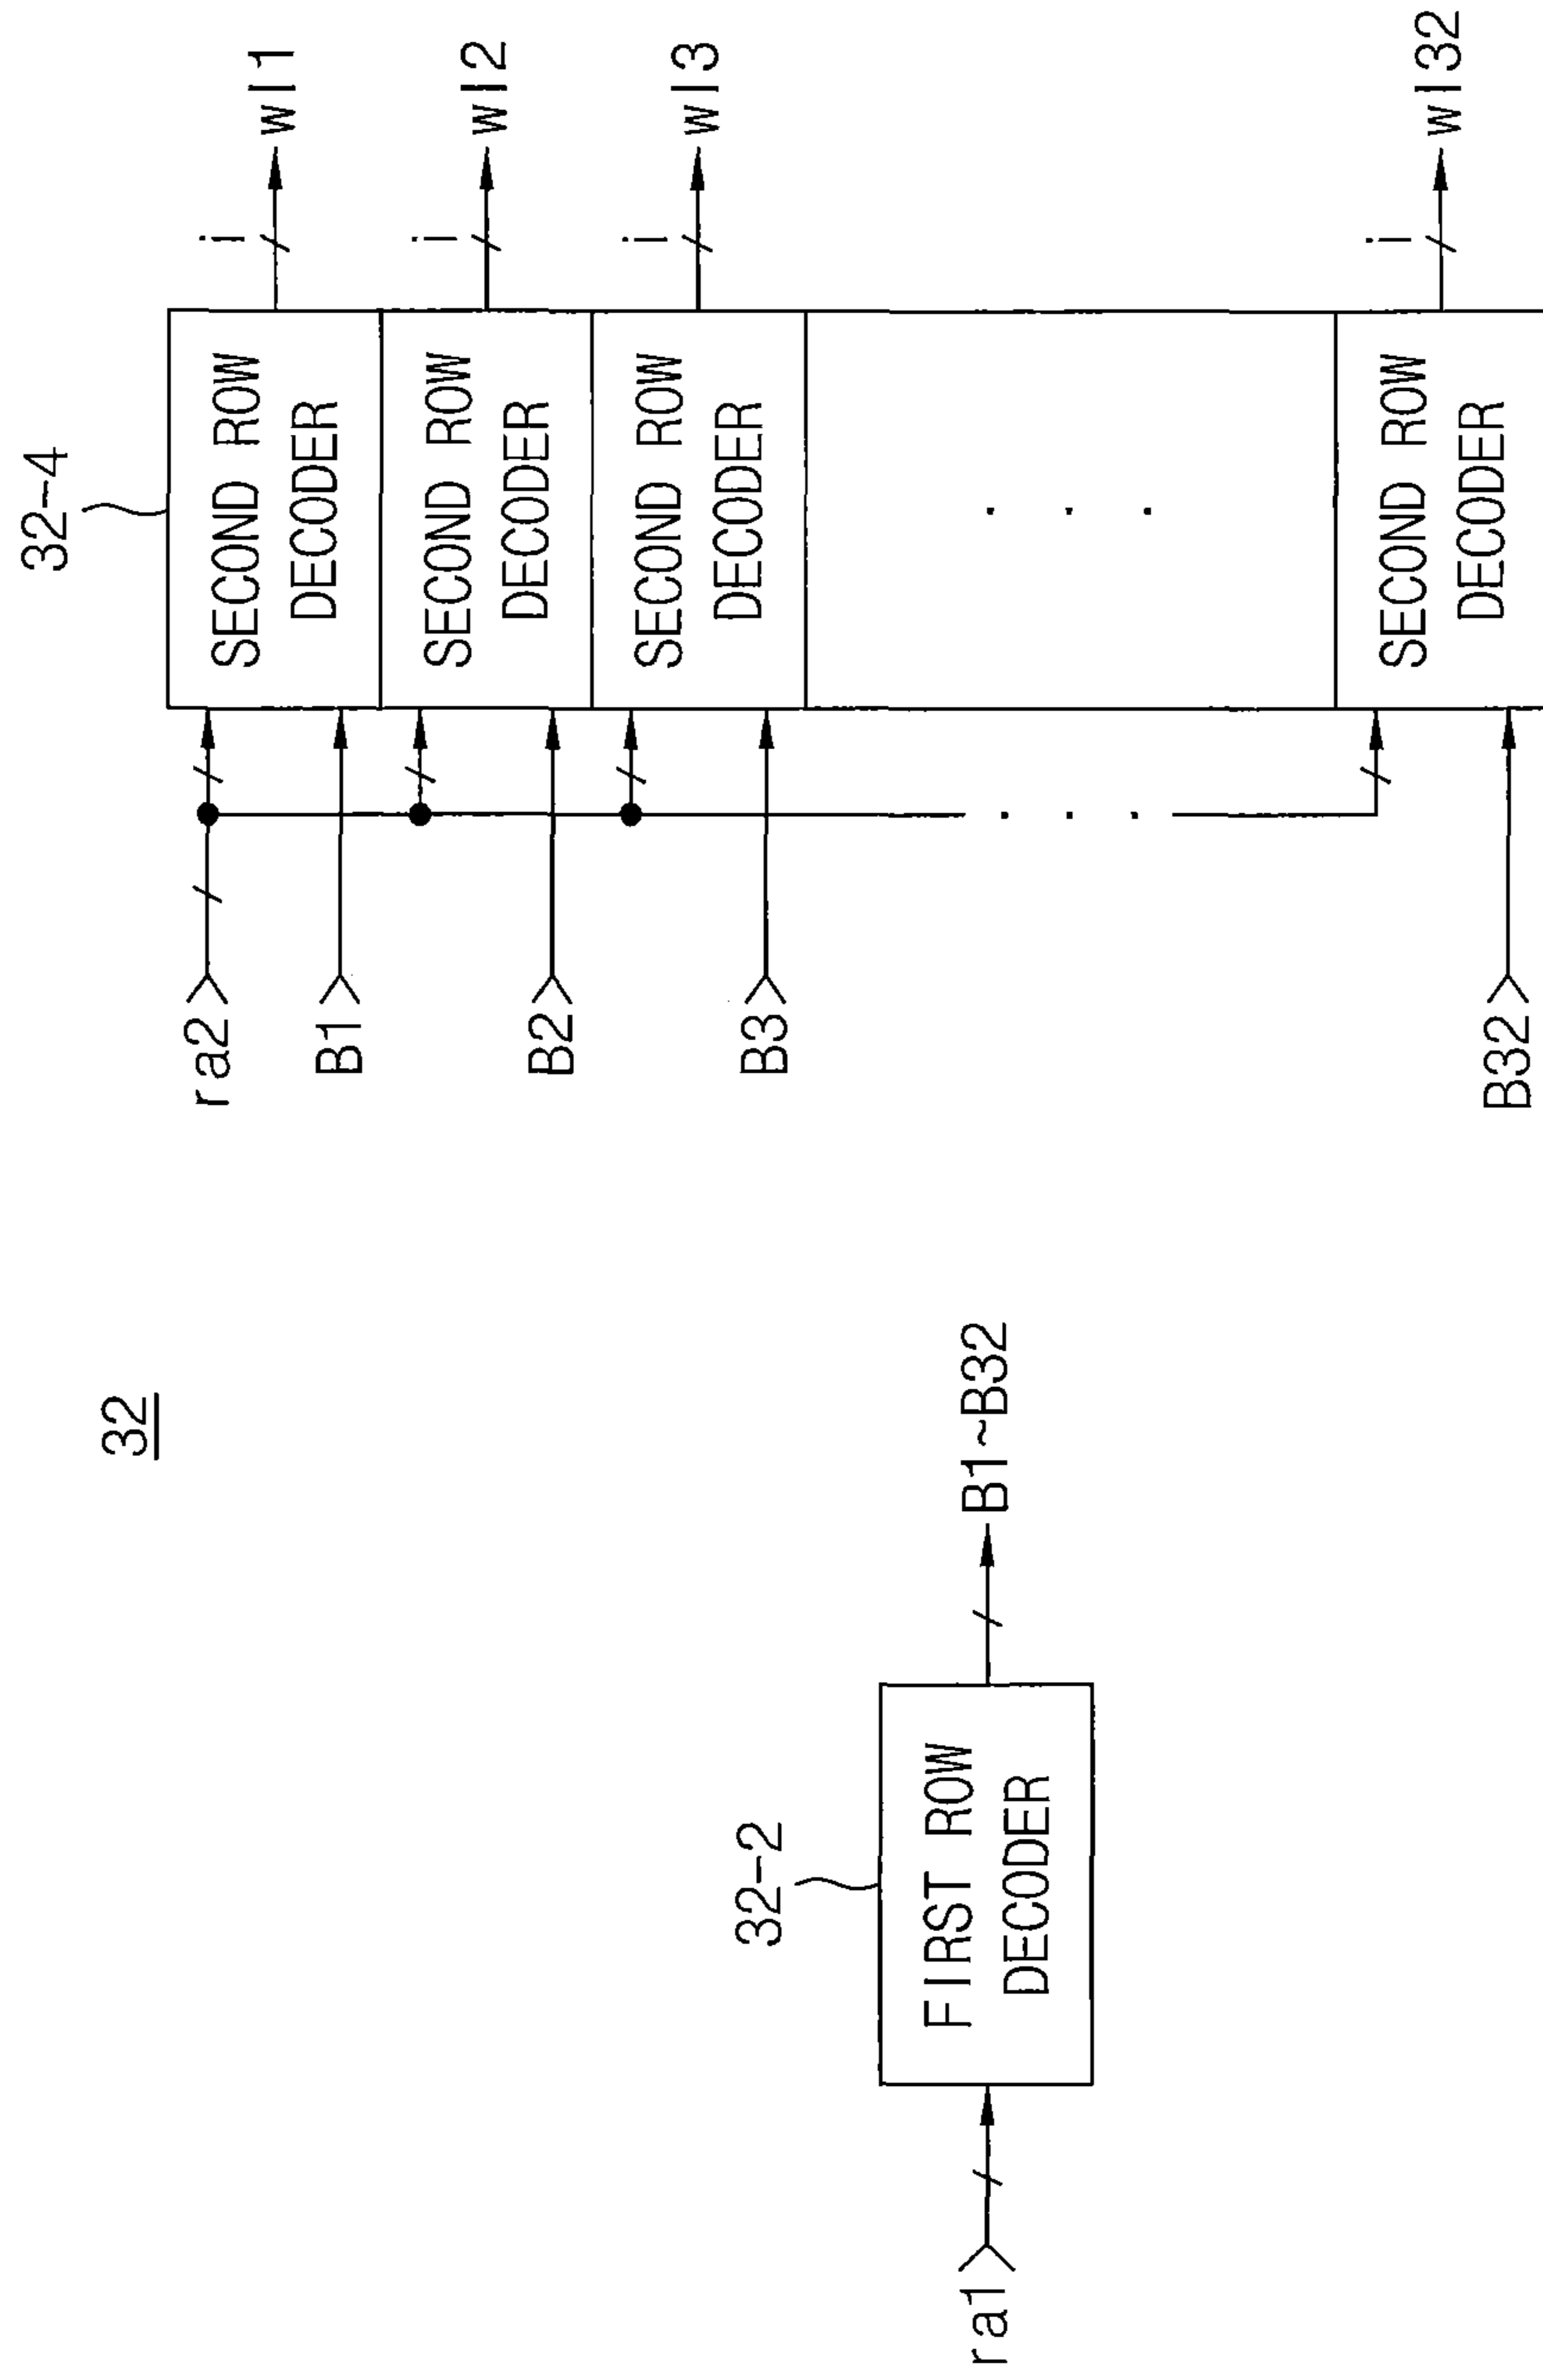 32
32-2
FIRST ROW
DECODER
ra1
B1~B32
32-4
ra2
B1
SECOND ROW
DECODER
i
wl1
B2
SECOND ROW
DECODER
i
wl2
B3
SECOND ROW
DECODER
i
wl3
. . .
. . .
B32
SECOND ROW
DECODER
i
wl32